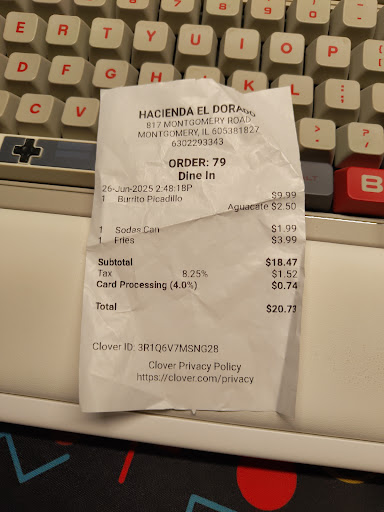 9 0
E R T Y U I O P
D F G H K L :
C V
? /
B
HACIENDA EL DORADO
817 MONTGOMERY ROAD
MONTGOMERY, IL 605381827
6302293343
ORDER: 79
Dine In
26-Jun-2025 2:48:18P
1 Burrito Picadillo $9.99
Aguacate $2.50
1 Sodas Can $1.99
1 Fries $3.99
Subtotal $18.47
Tax 8.25% $1.52
Card Processing (4.0%) $0.74
Total $20.73
Clover ID: 3R1Q6V7MSNG28
Clover Privacy Policy
https://clover.com/privacy